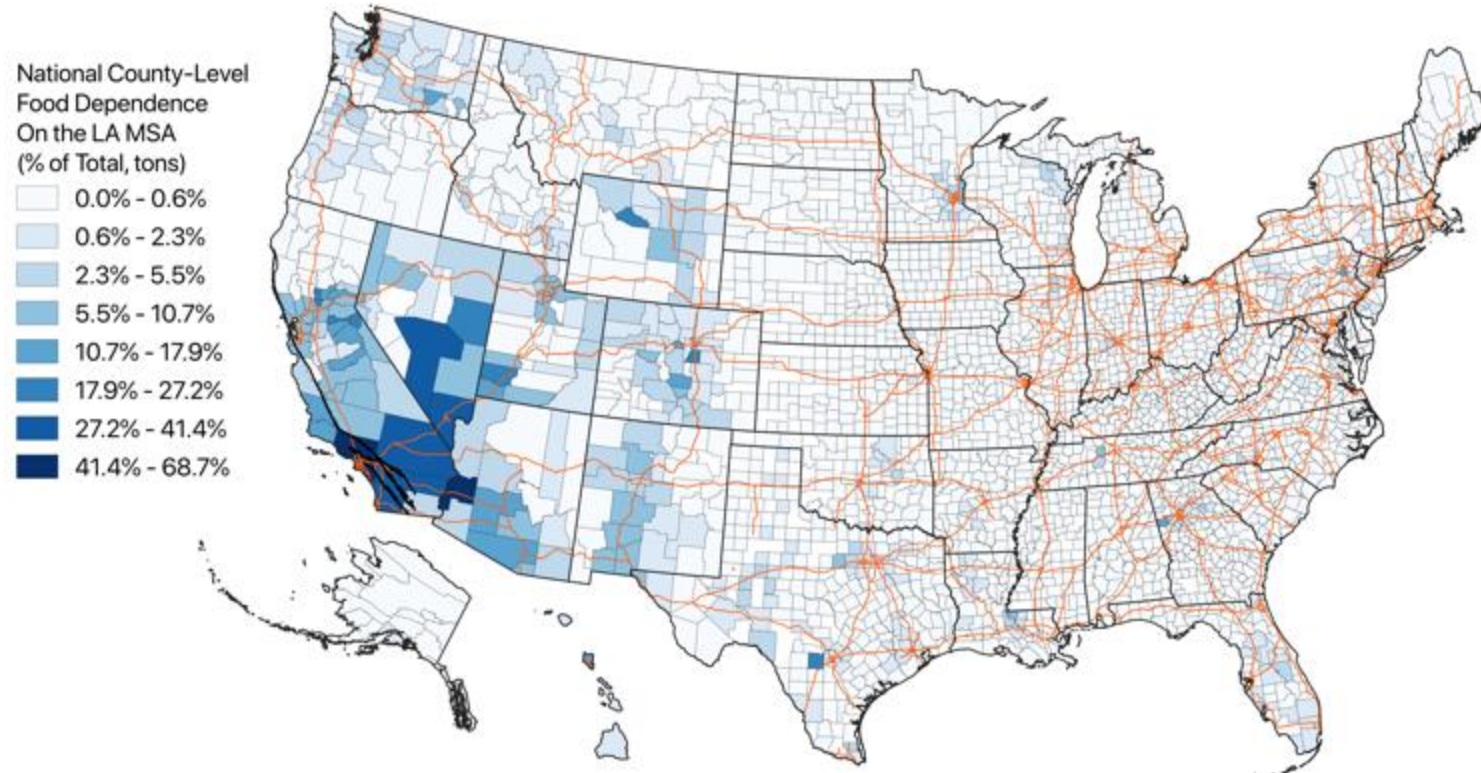 National County-Level
Food Dependence
On the LA MSA
(% of Total, tons)
0.0% - 0.6%
0.6% - 2.3%
2.3% - 5.5%
5.5% - 10.7%
10.7% - 17.9%
17.9% - 27.2%
27.2% - 41.4%
41.4% - 68.7%